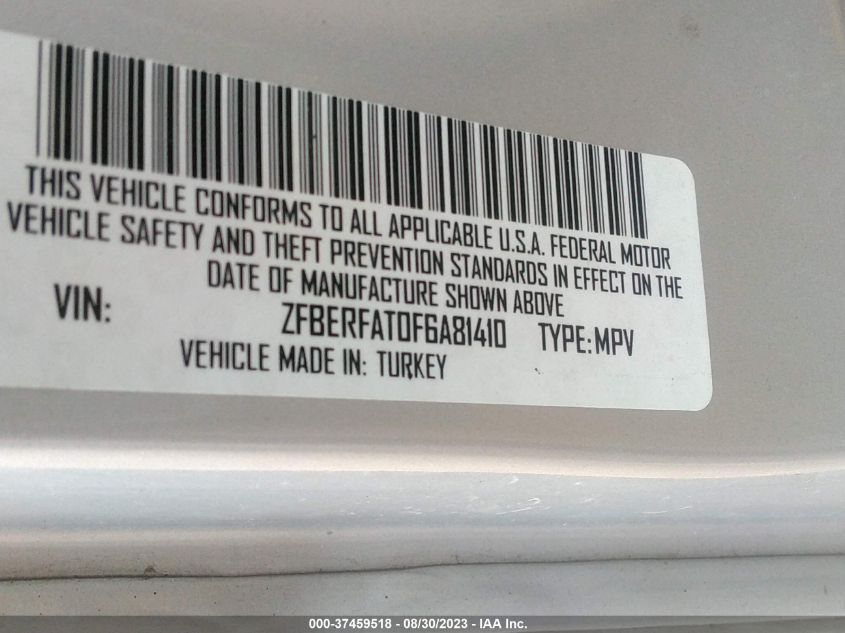 THIS VEHICLE CONFORMS TO ALL APPLICABLE U.S.A. FEDERAL MOTOR
VEHICLE SAFETY AND THEFT PREVENTION STANDARDS IN EFFECT ON THE
DATE OF MANUFACTURE SHOWN ABOVE
VIN: ZFBERFAT0F6A81410 TYPE: MPV
VEHICLE MADE IN: TURKEY
000-37459518 - 08/30/2023 - IAA Inc.